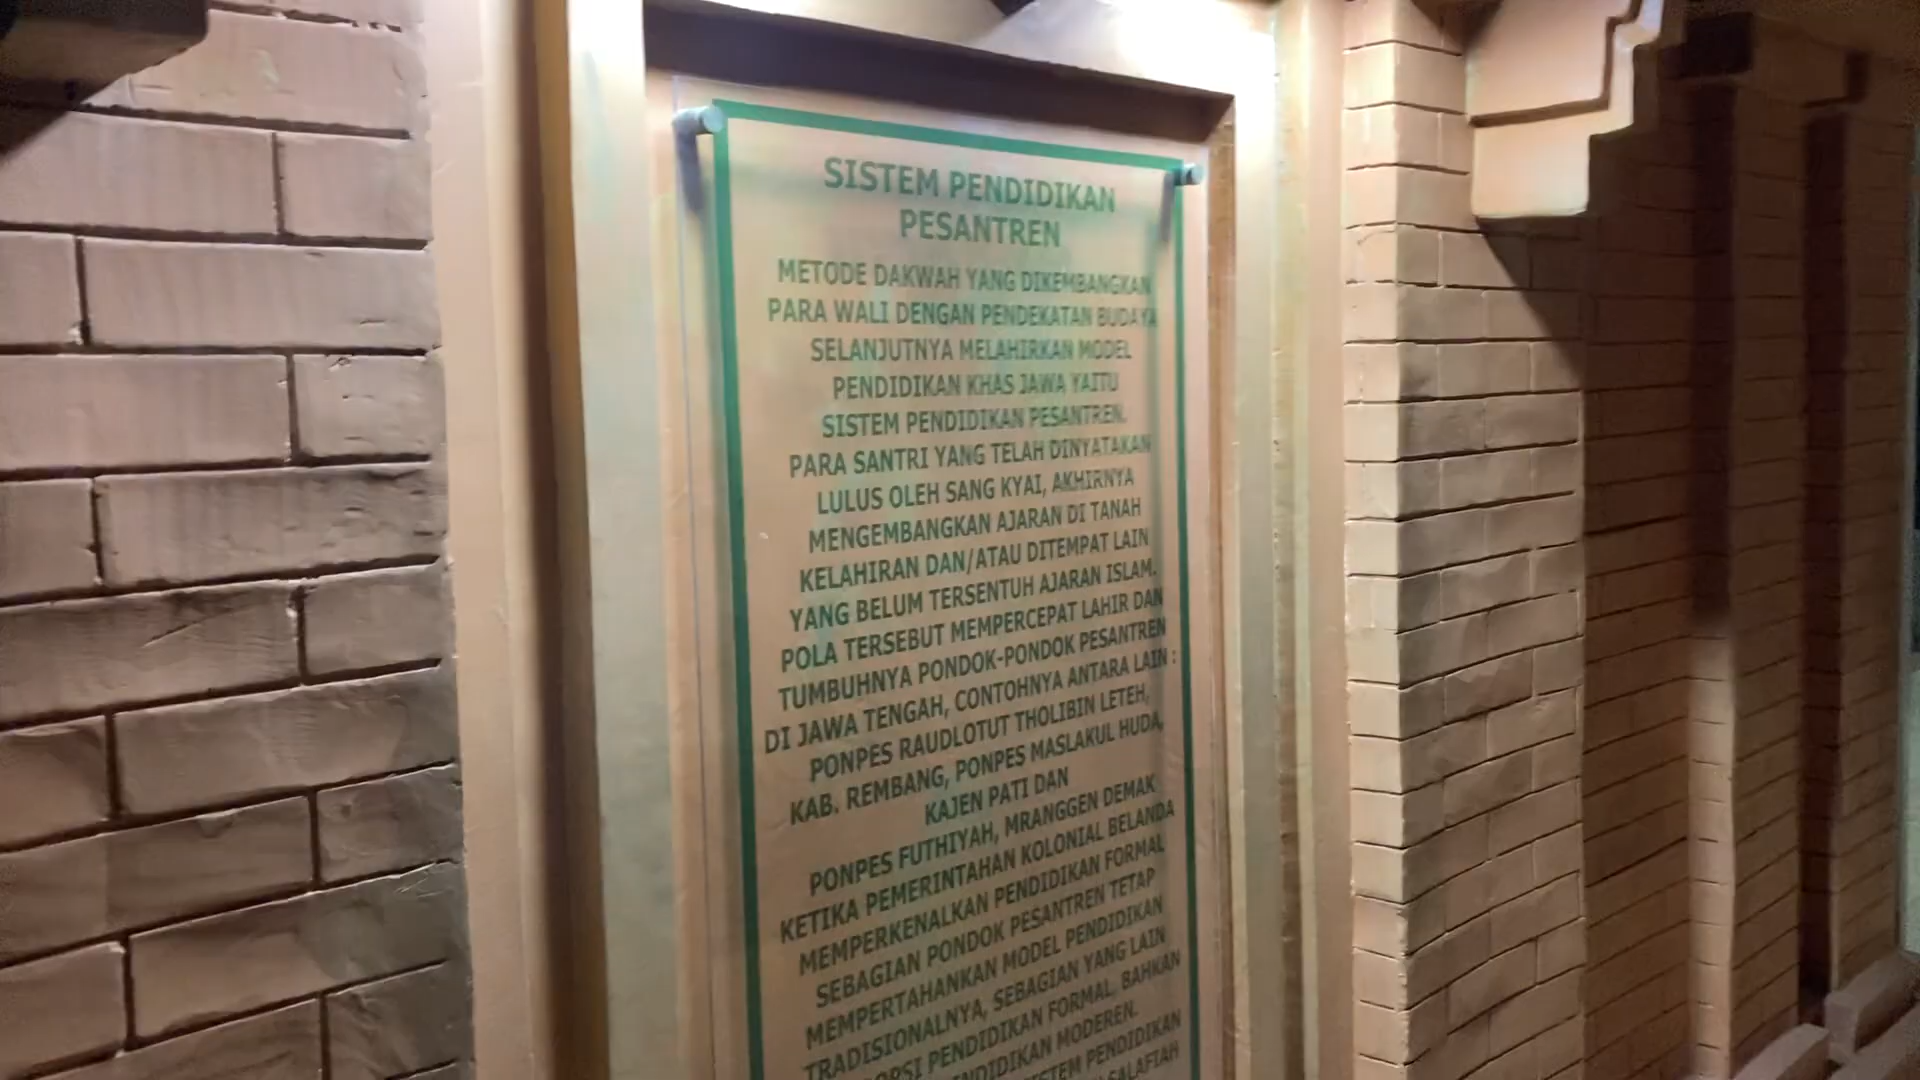 SISTEM PENDIDIKAN
PESANTREN
METODE DAKWAH YANG DIKEMBANGKAN
PARA WALI DENGAN PENDEKATAN BUDAYA
SELANJUTNYA MELAHIRKAN MODEL
PENDIDIKAN KHAS JAWA YAITU
SISTEM PENDIDIKAN PESANTREN.
PARA SANTRI YANG TELAH DINYATAKAN
LULUS OLEH SANG KYAI, AKHIRNYA
MENGEMBANGKAN AJARAN DI TANAH
KELAHIRAN DAN/ATAU DITEMPAT LAIN
YANG BELUM TERSENTUH AJARAN ISLAM.
POLA TERSEBUT MEMPERCEPAT LAHIR DAN
TUMBUHNYA PONDOK-PONDOK PESANTREN
DI JAWA TENGAH, CONTOHNYA ANTARA LAIN :
PONPES RAUDLOTUT THOLIBIN LETEH,
KAB. REMBANG, PONPES MASLAKUL HUDA,
KAJEN PATI DAN
PONPES FUTHIYAH, MRANGGEN DEMAK
KETIKA PEMERINTAHAN KOLONIAL BELANDA
MEMPERKENALKAN PENDIDIKAN FORMAL
SEBAGIAN PONDOK PESANTREN TETAP
MEMPERTAHANKAN MODEL PENDIDIKAN
TRADISIONALNYA, SEBAGIAN YANG LAIN
PENDIDIKAN FORMAL, BAHKAN
MODEREN.
PENDIDIKAN